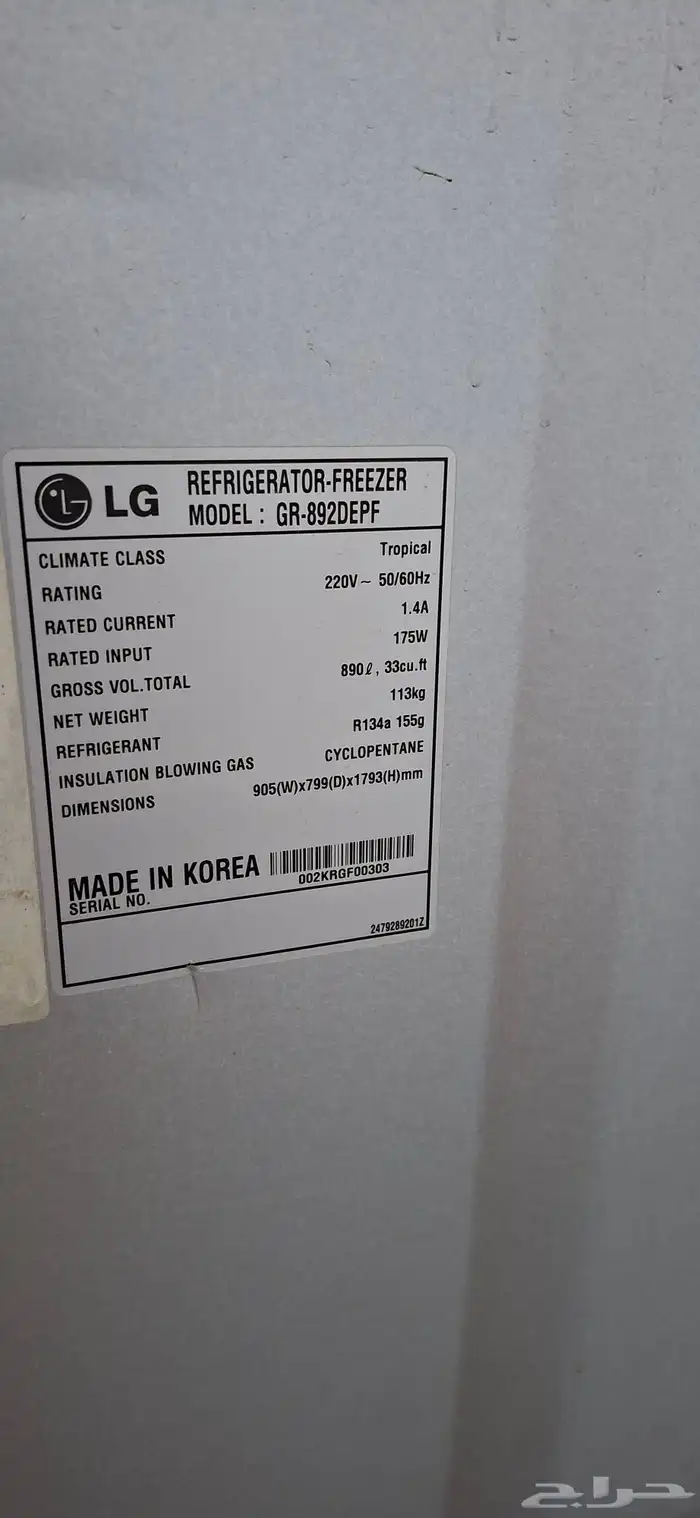 LG REFRIGERATOR-FREEZER
MODEL : GR-892DEPF
CLIMATE CLASS Tropical
RATING 220V~ 50/60Hz
RATED CURRENT 1.4A
RATED INPUT 175W
GROSS VOL.TOTAL 890ℓ, 33cu.ft
NET WEIGHT 113kg
REFRIGERANT R134a 155g
INSULATION BLOWING GAS CYCLOPENTANE
DIMENSIONS 905(W)x799(D)x1793(H)mm
MADE IN KOREA
SERIAL NO. 002KRGF00303
2479289201Z
حراج